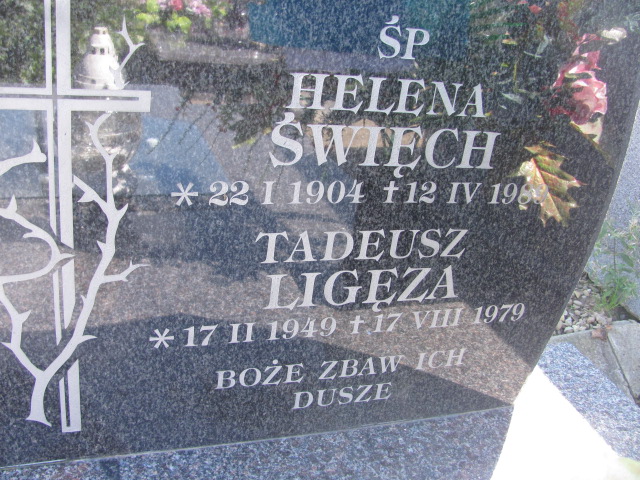 ŚP
HELENA
ŚWIĘCH
* 22 I 1904 † 12 IV
TADEUSZ
LIGĘZA
* 17 II 1949 † 17 VIII 1979
BOŻE ZBAW ICH
DUSZE